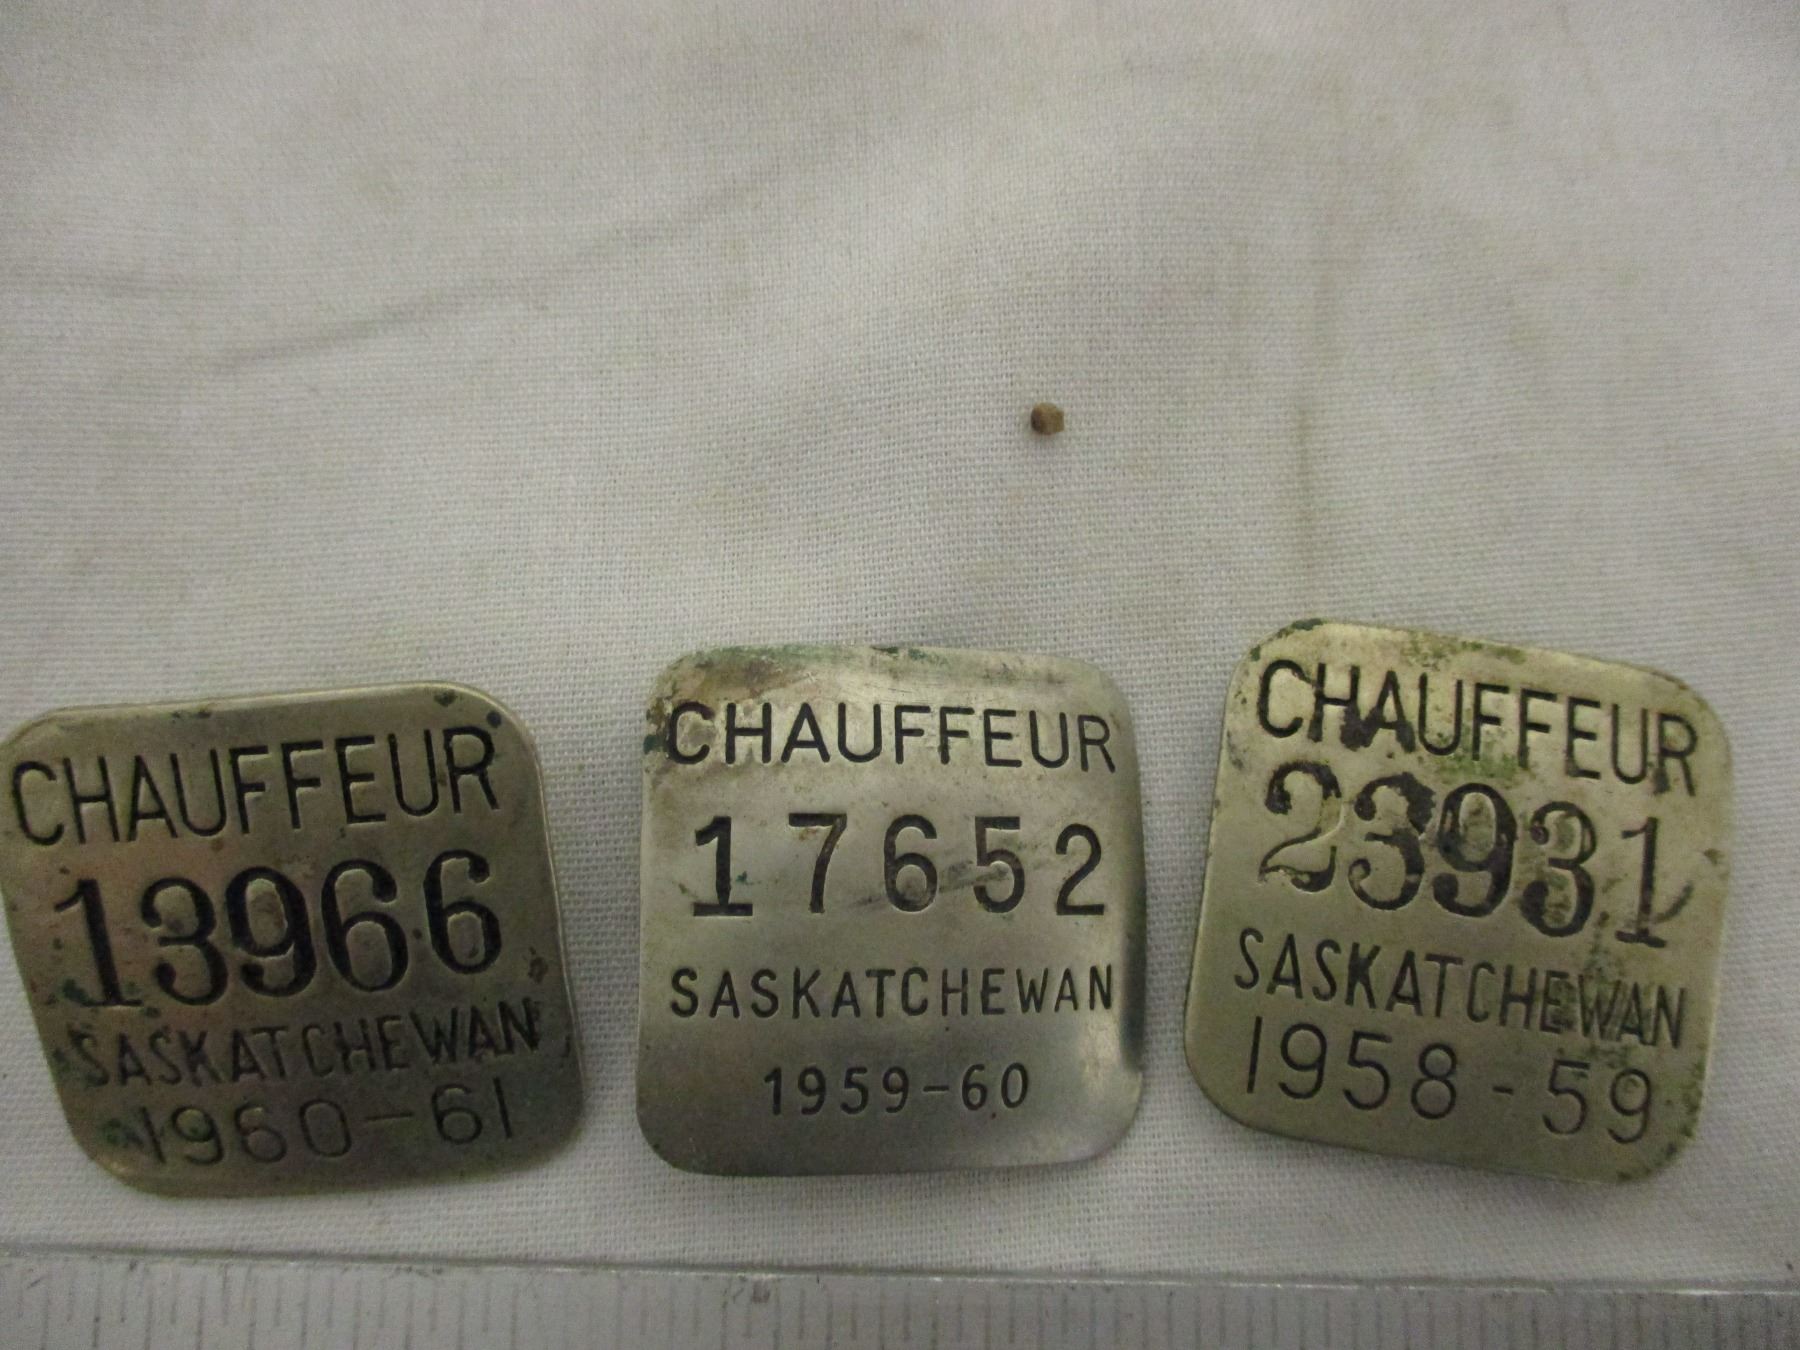 CHAUFFEUR
13966
SASKATCHEWAN
1960-61
CHAUFFEUR
17652
SASKATCHEWAN
1959-60
CHAUFFEUR
23931
SASKATCHEWAN
1958-59